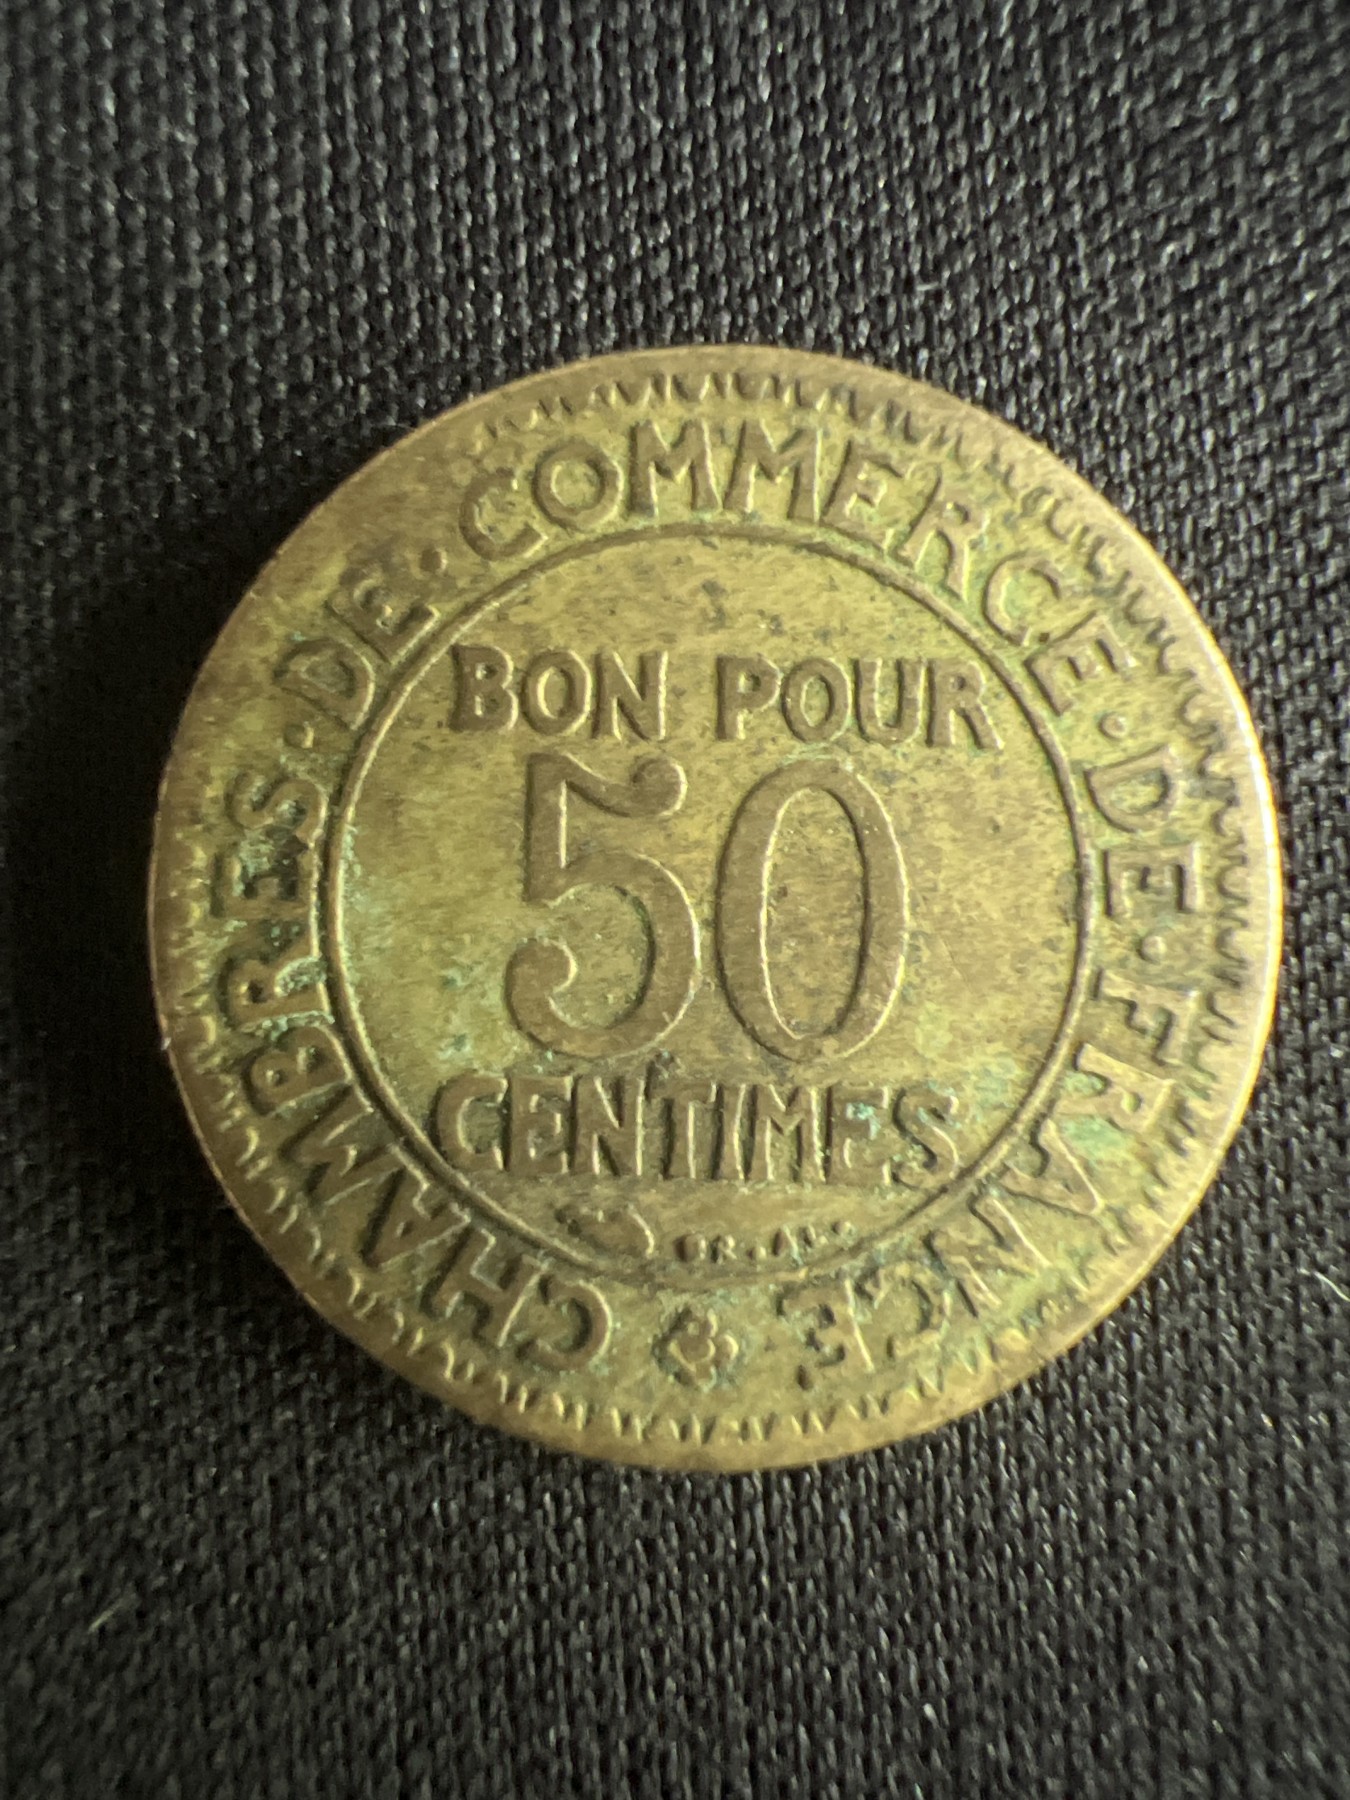 CHAMBRES·DE·COMMERCE·DE·FRANCE
BON POUR
50
CENTIMES